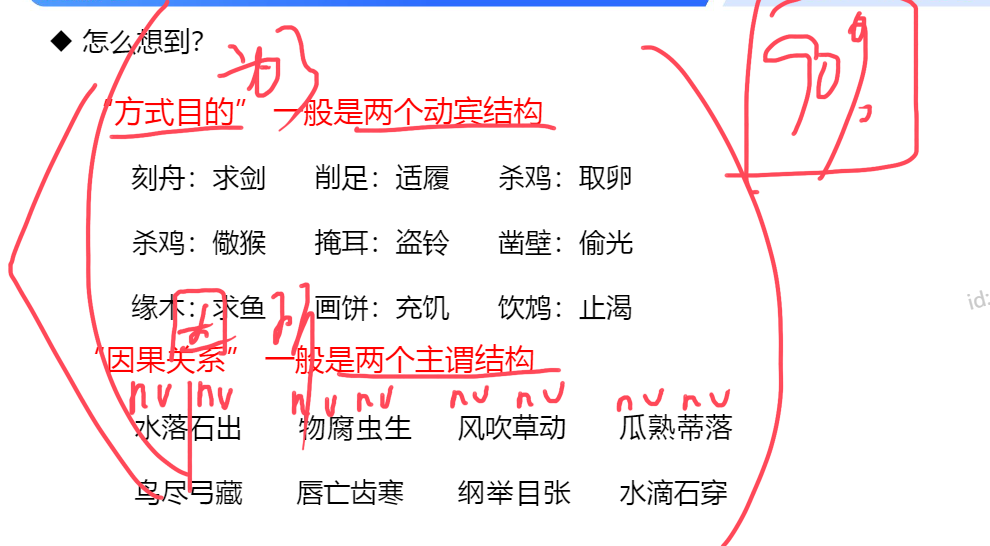 ◆ 怎么想到？
“方式目的” 一般是两个动宾结构
刻舟：求剑 削足：适履 杀鸡：取卵
杀鸡：儆猴 掩耳：盗铃 凿壁：偷光
缘木：求鱼 画饼：充饥 饮鸩：止渴
“因果关系” 一般是两个主谓结构
n v n v n v n v n v n v n v n v
水落石出 物腐虫生 风吹草动 瓜熟蒂落
鸟尽弓藏 唇亡齿寒 纲举目张 水滴石穿
id: